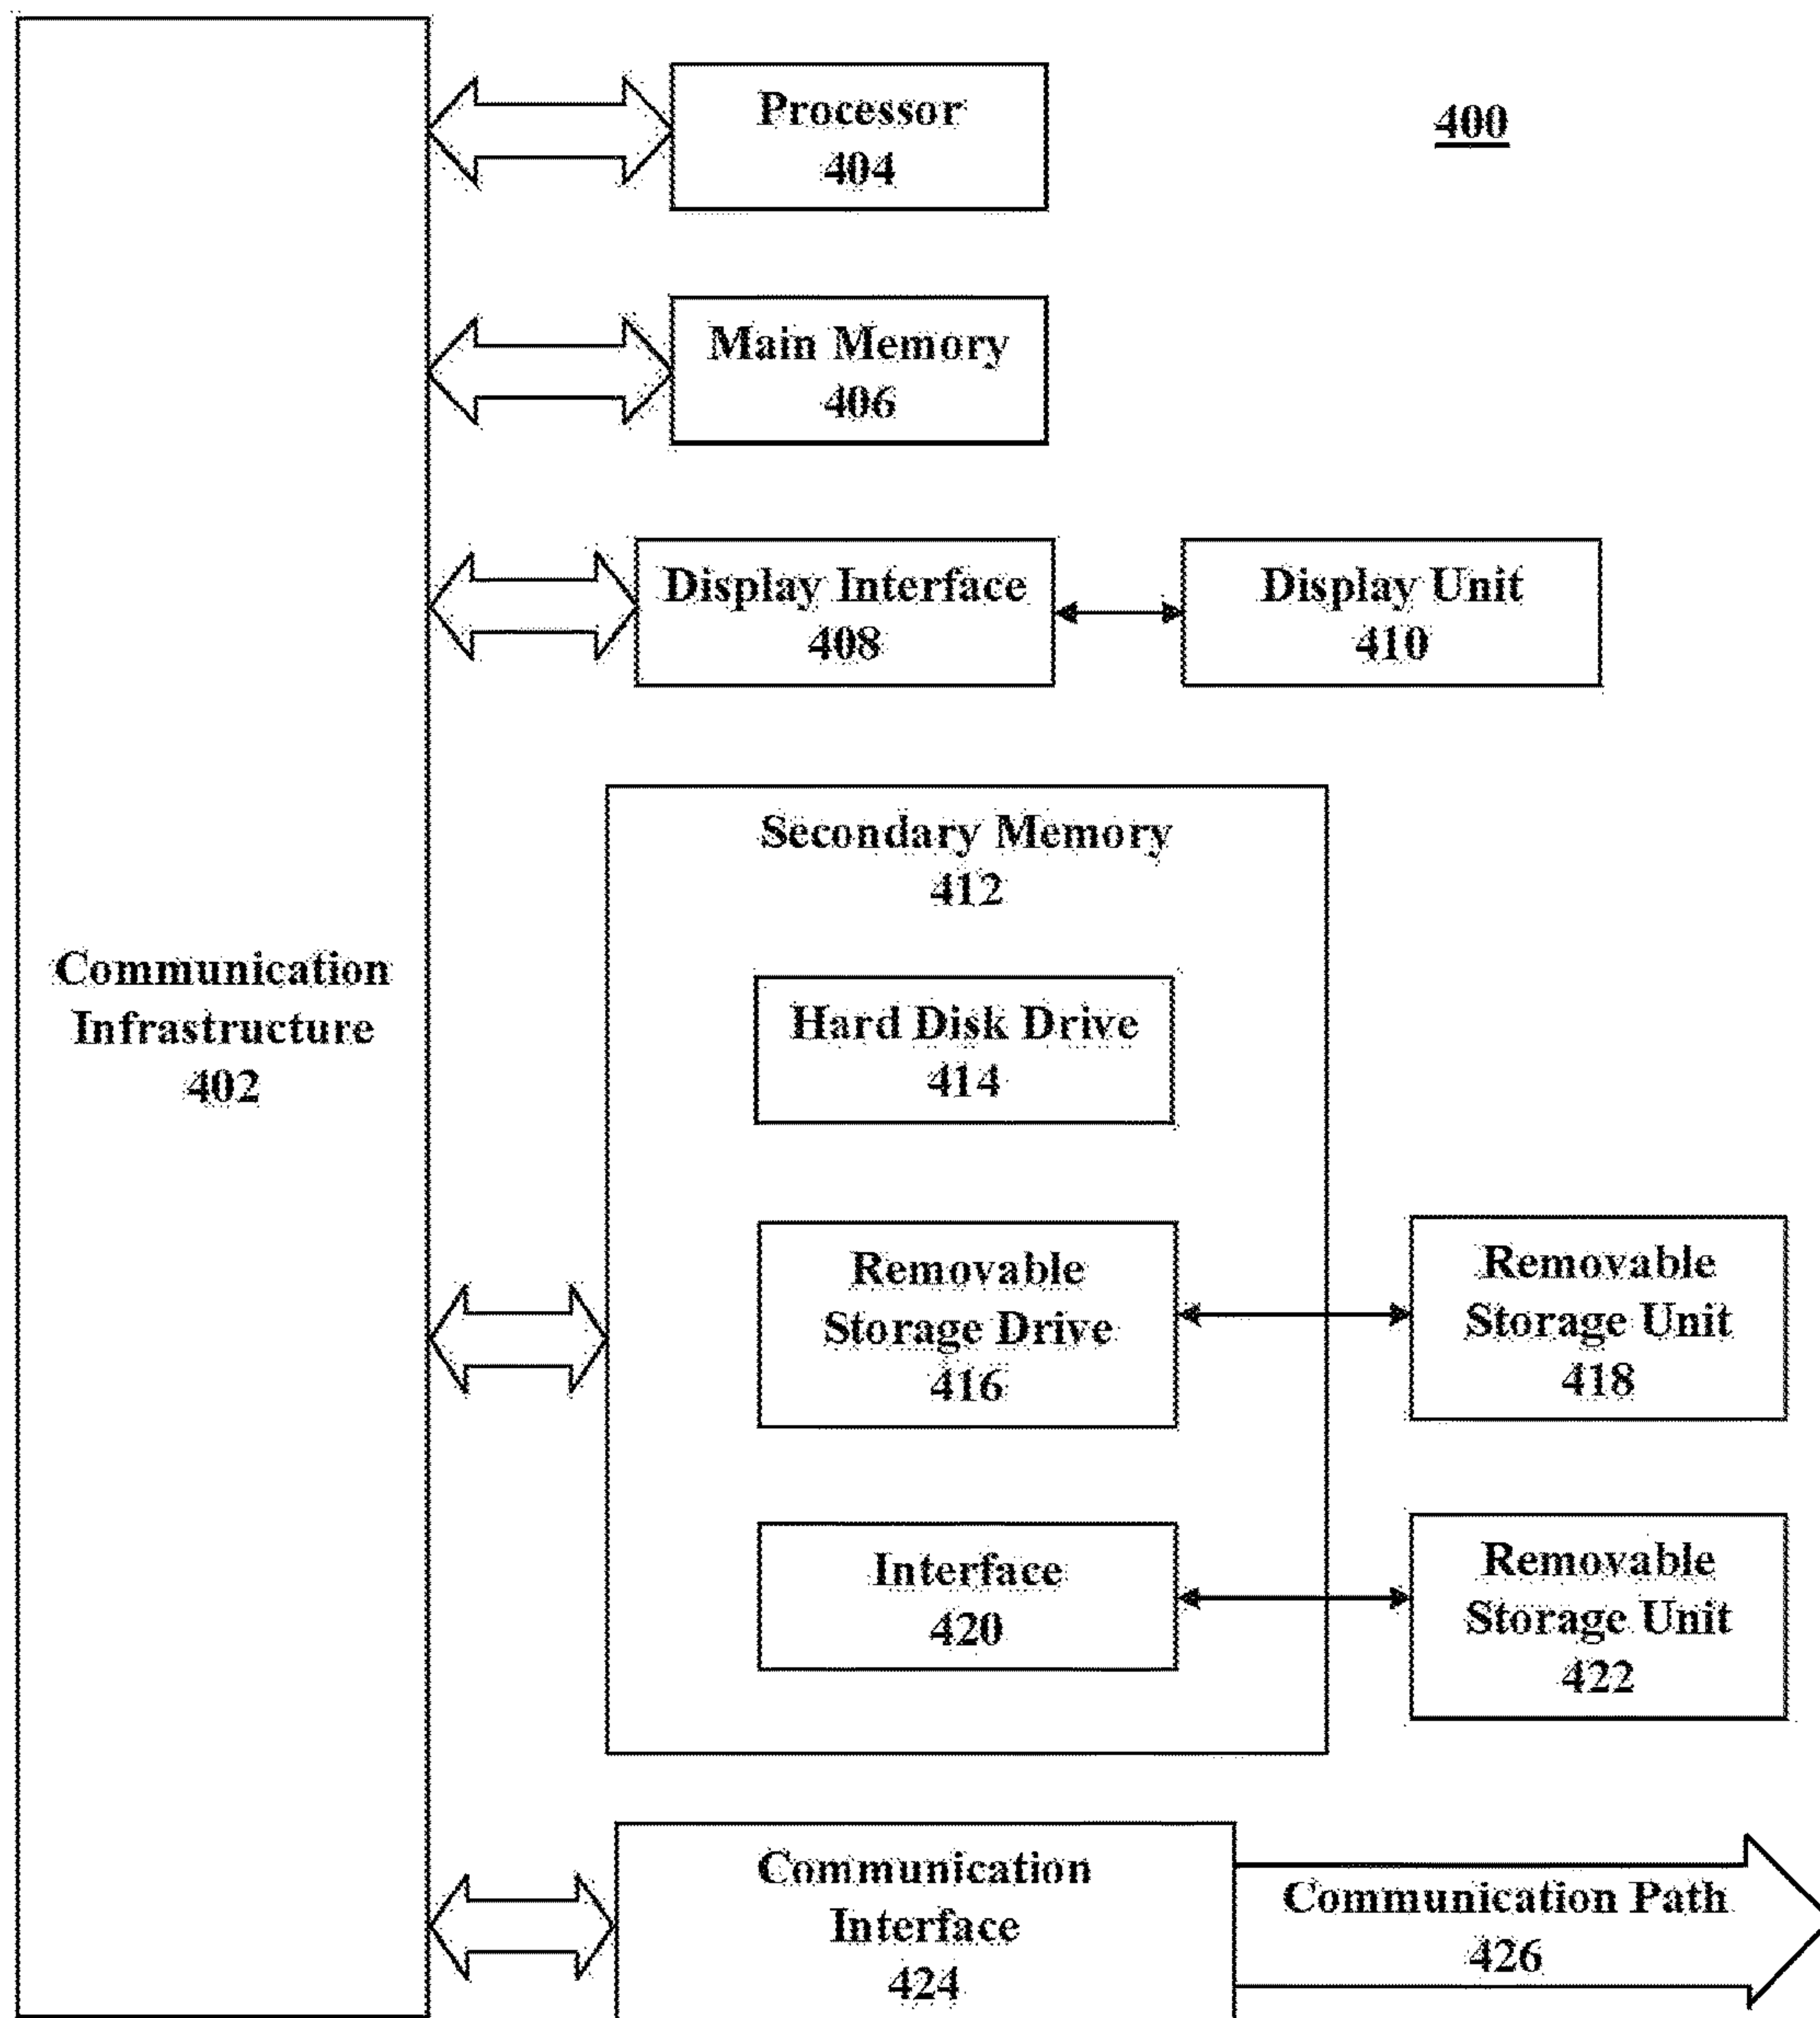 Processor
404
400
Main Memory
406
Display Interface
408
Display Unit
410
Secondary Memory
412
Communication
Infrastructure
402
Hard Disk Drive
414
Removable
Storage Drive
416
Removable
Storage Unit
418
Interface
420
Removable
Storage Unit
422
Communication
Interface
424
Communication Path
426